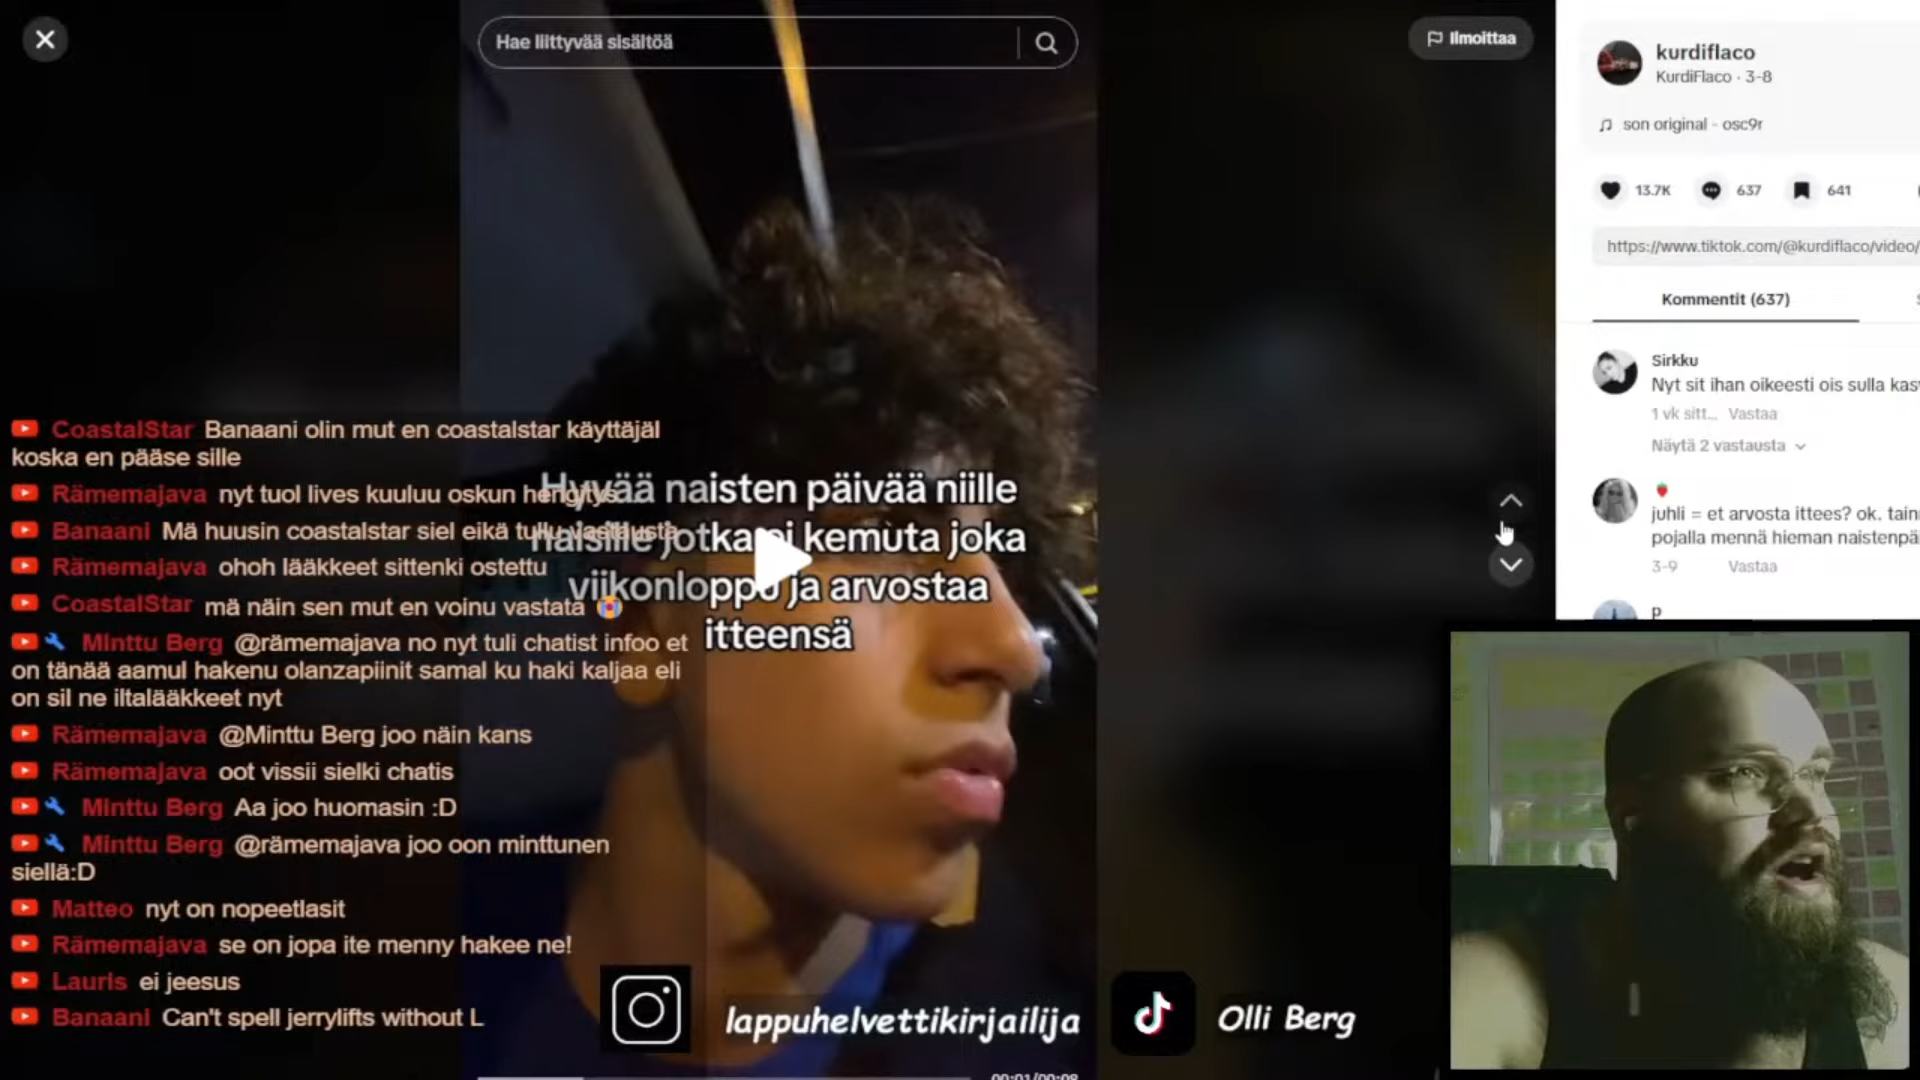 Hae liittyvää sisältöä
Ilmoittaa
kurdiflaco
KurdiFlaco · 3-8
son original - osc9r
13.7K
637
641
https://www.tiktok.com/@kurdiflaco/video/
Kommentit (637)
Sirkku
Nyt sit ihan oikeesti ois sulla
1 vk sitt... Vastaa
Näytä 2 vastausta
juhli = et arvosta ittees? ok.
pojalla mennä hieman
3-9 Vastaa
p
Hyvää naisten päivää niille
naisille jotka ei kemuta joka
viikonloppu ja arvostaa
itteensä
CoastalStar Banaani olin mut en coastalstar käyttäjäl
koska en pääse sille
Rämemajava nyt tuol lives kuuluu oskun hengitys
Banaani Mä huusin coastalstar siel eikä tullu vastausta
Rämemajava ohoh lääkkeet sittenki ostettu
CoastalStar mä näin sen mut en voinu vastata 😭
Minttu Berg @rämemajava no nyt tuli chatist infoo et
on tänää aamul hakenu olanzapiinit samal ku haki kaljaa eli
on sil ne iltalääkkeet nyt
Rämemajava @Minttu Berg joo näin kans
Rämemajava oot vissii sielki chatis
Minttu Berg Aa joo huomasin :D
Minttu Berg @rämemajava joo oon minttunen
siellä:D
Matteo nyt on nopeetlasit
Rämemajava se on jopa ite menny hakee ne!
Lauris ei jeesus
Banaani Can't spell jerrylifts without L
lappuhelvettikirjailija
Olli Berg
00:01/00:08